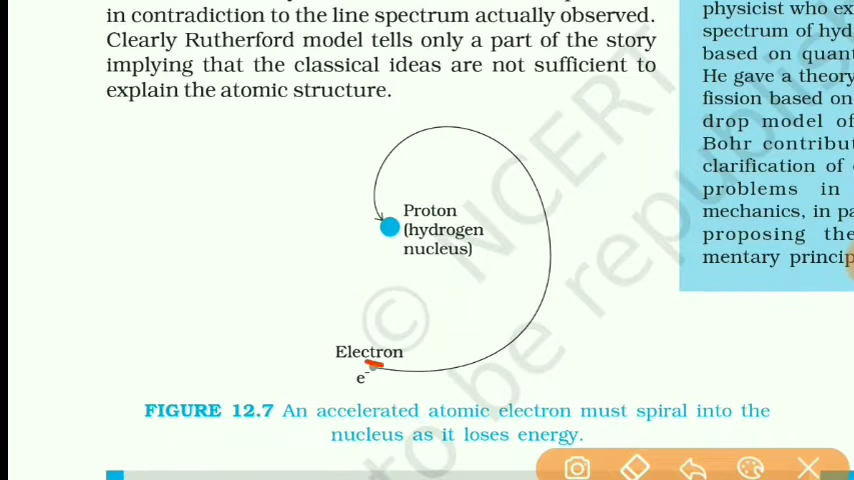 in contradiction to the line spectrum actually observed.
Clearly Rutherford model tells only a part of the story
implying that the classical ideas are not sufficient to
explain the atomic structure.
Proton
(hydrogen
nucleus)
Electron
e⁻
FIGURE 12.7 An accelerated atomic electron must spiral into the
nucleus as it loses energy.
physicist who ex
spectrum of hyd
based on quant
He gave a theory
fission based on
drop model of
Bohr contribut
clarification of
problems in
mechanics, in pa
proposing the
mentary princip
© NCERT
to be republish